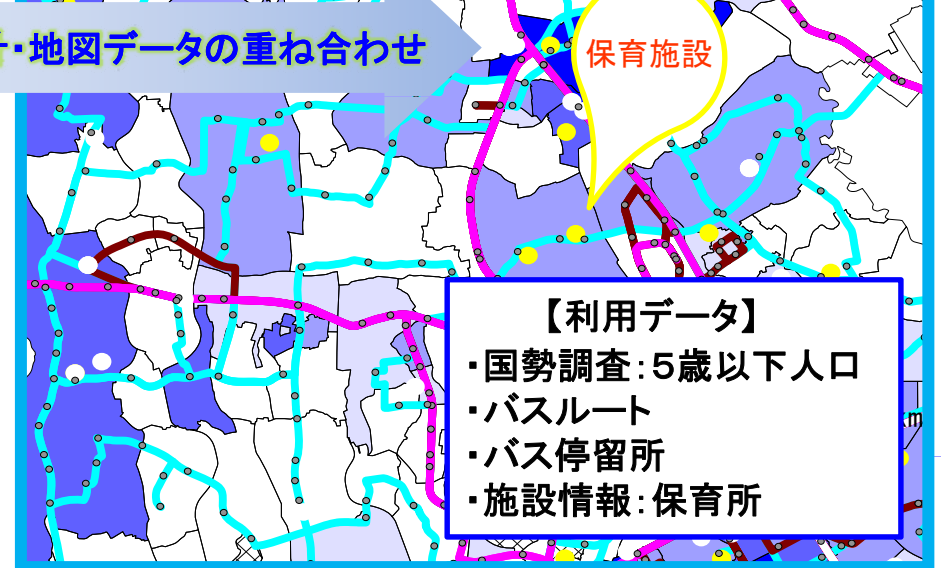 ・地図データの重ね合わせ
保育施設
【利用データ】
・国勢調査：５歳以下人口
・バスルート
・バス停留所
・施設情報：保育所
m